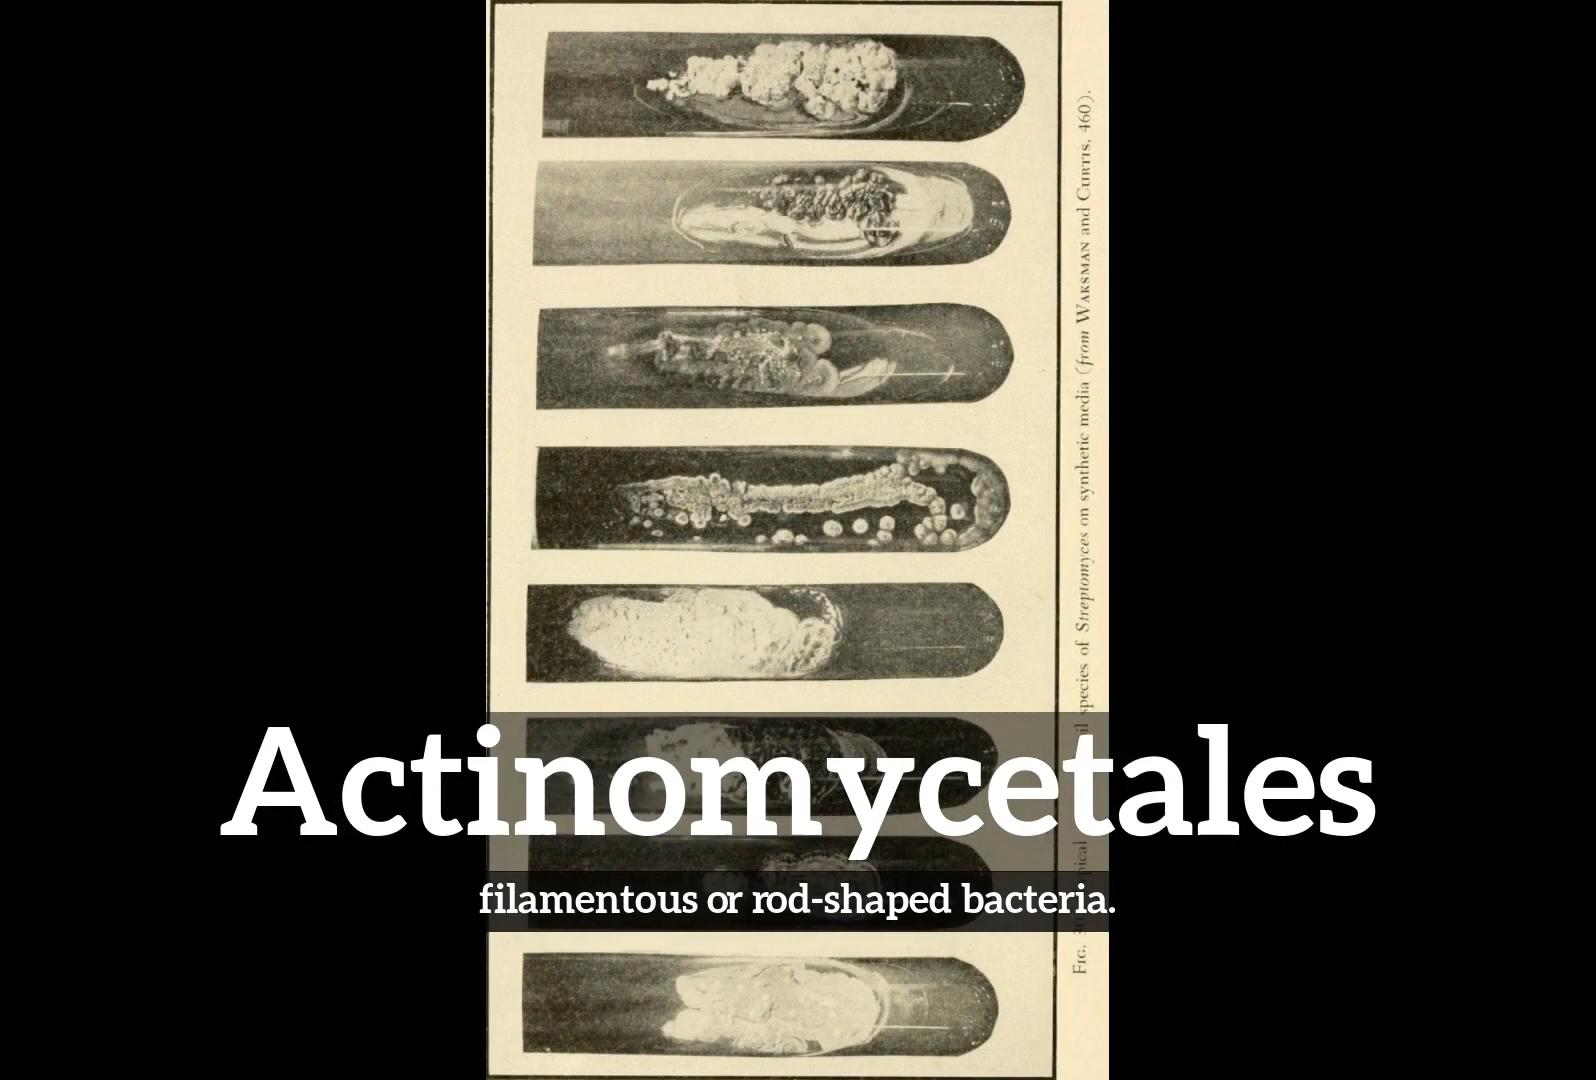 Actinomycetales
filamentous or rod-shaped bacteria.
species of Streptomyces on synthetic media (from WAKSMAN and CURTIS, 460).
FIG.